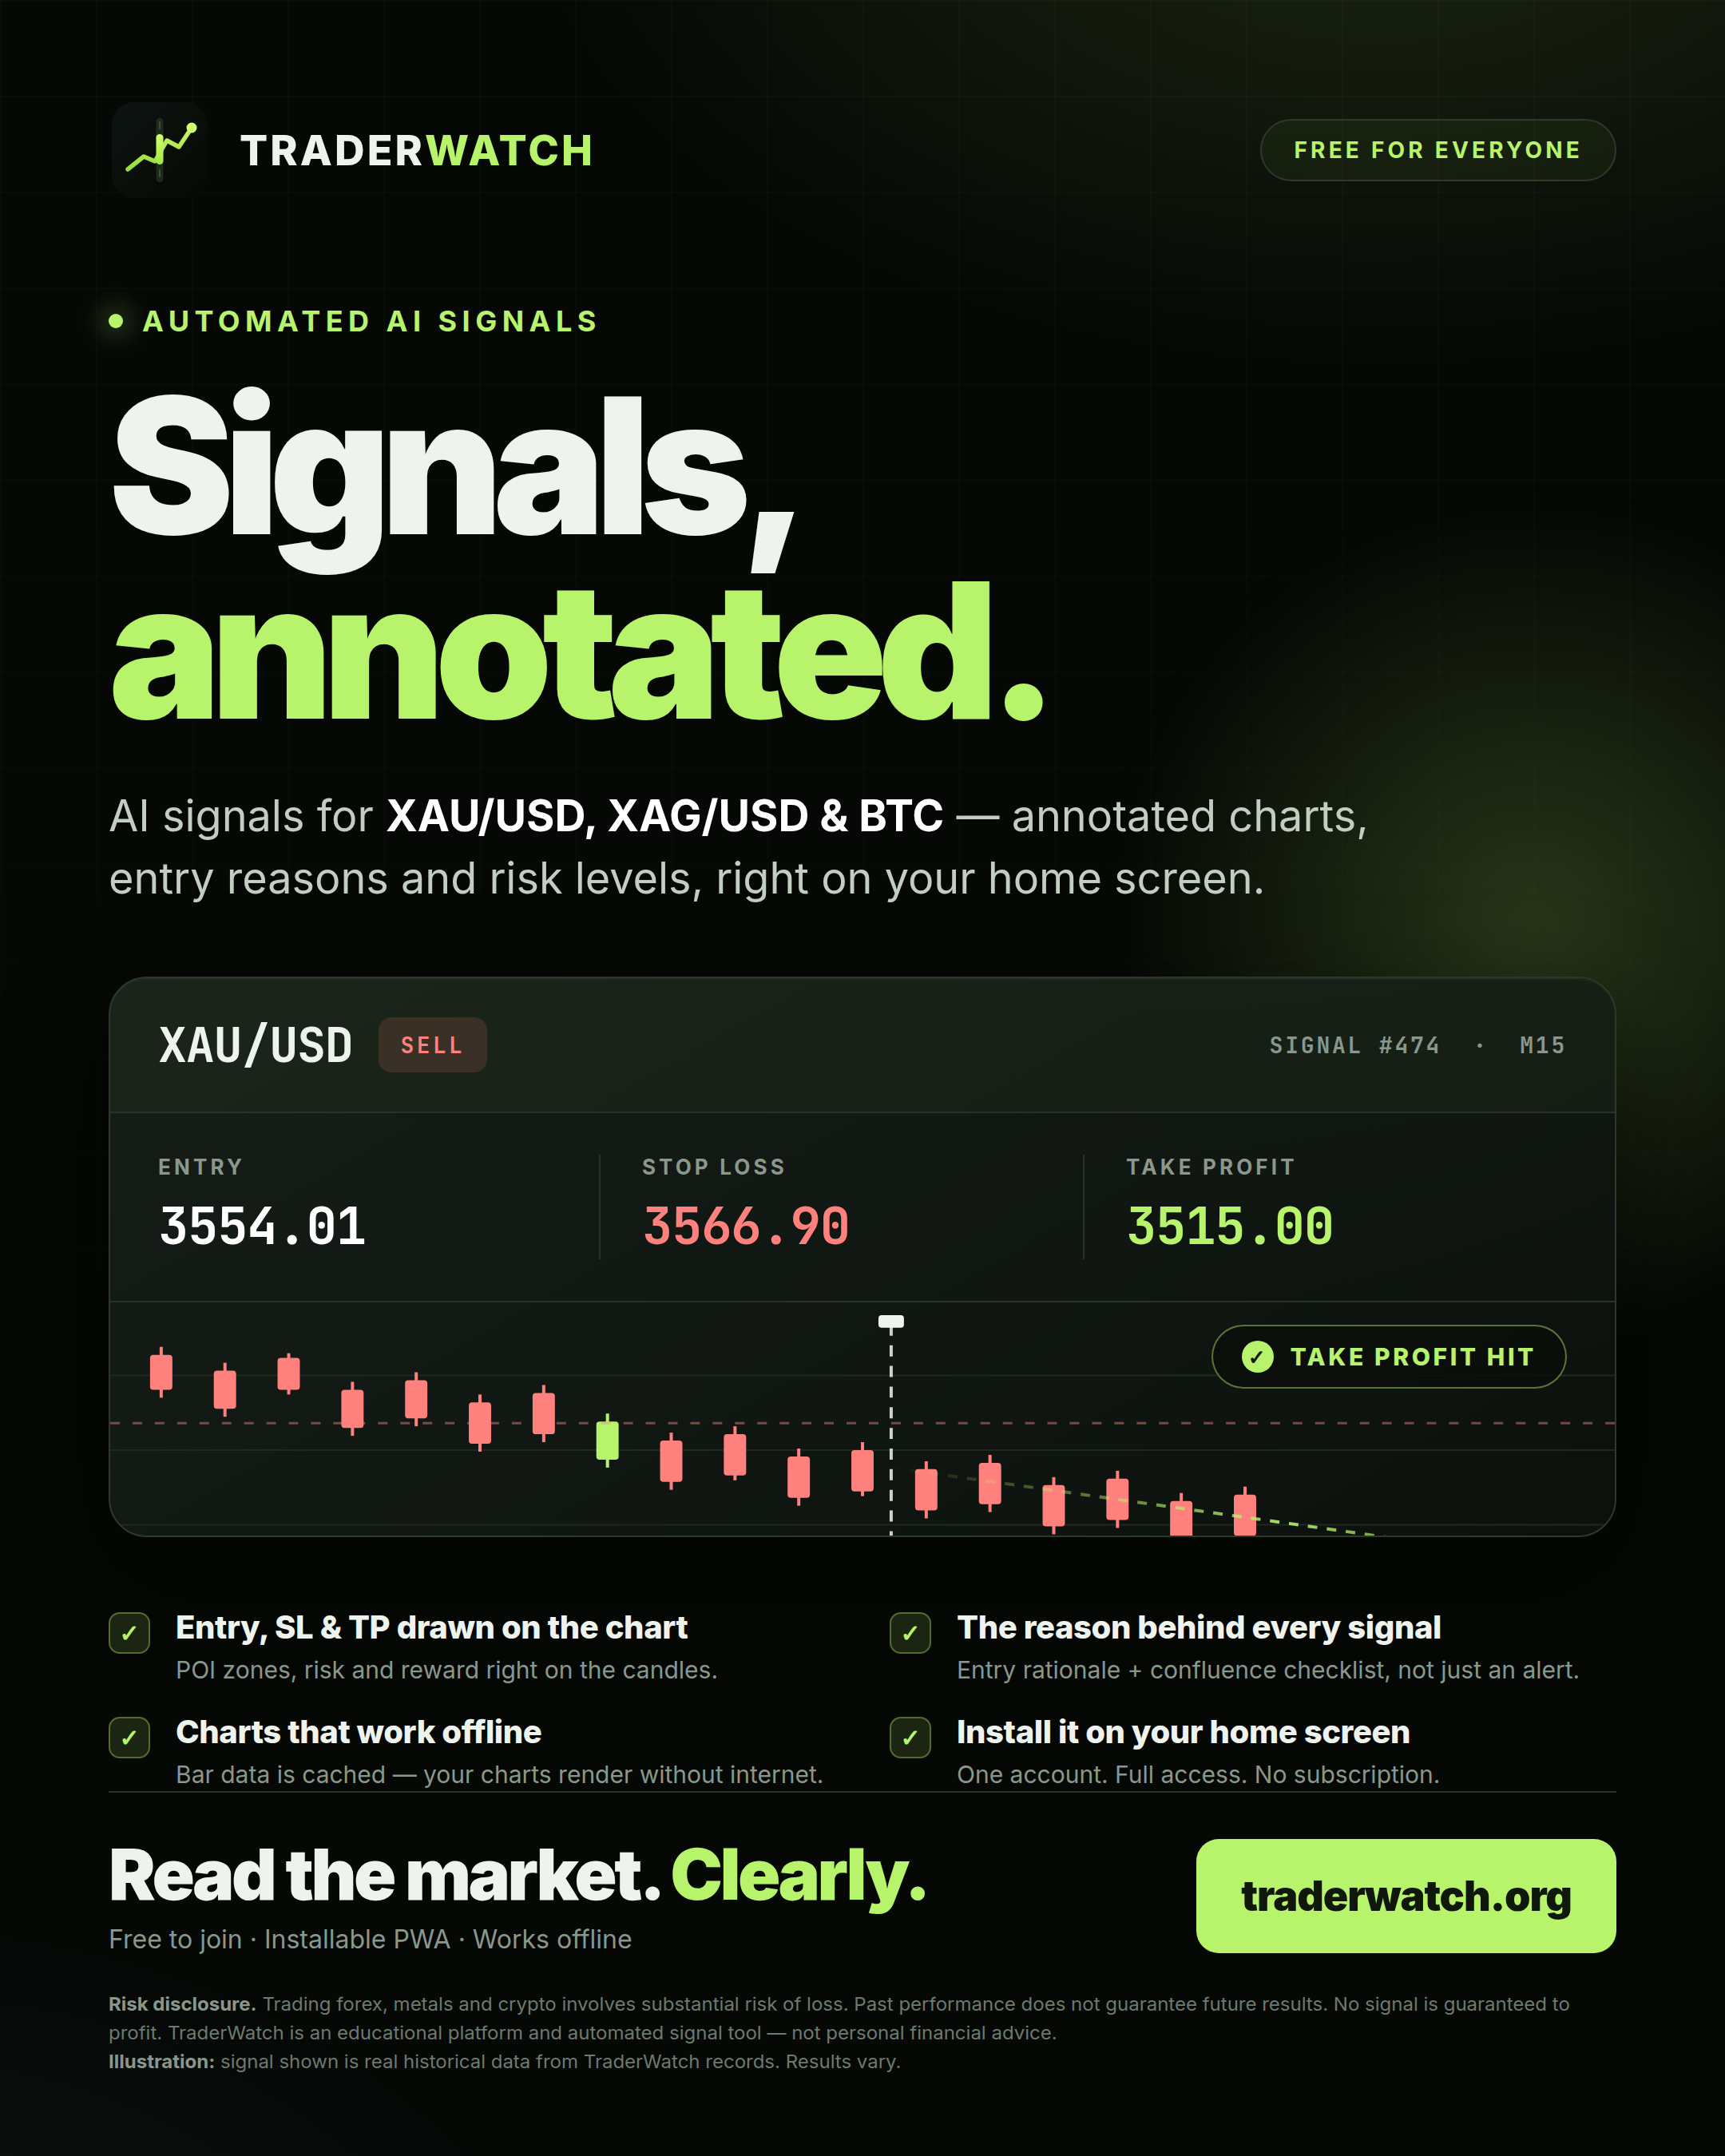 TRADERWATCH
FREE FOR EVERYONE
AUTOMATED AI SIGNALS
Signals,
annotated.
AI signals for XAU/USD, XAG/USD & BTC — annotated charts,
entry reasons and risk levels, right on your home screen.
XAU/USD SELL
SIGNAL #474 · M15
ENTRY
3554.01
STOP LOSS
3566.90
TAKE PROFIT
3515.00
✓ TAKE PROFIT HIT
✓ Entry, SL & TP drawn on the chart
POI zones, risk and reward right on the candles.
✓ The reason behind every signal
Entry rationale + confluence checklist, not just an alert.
✓ Charts that work offline
Bar data is cached — your charts render without internet.
✓ Install it on your home screen
One account. Full access. No subscription.
Read the market. Clearly.
Free to join · Installable PWA · Works offline
traderwatch.org
Risk disclosure. Trading forex, metals and crypto involves substantial risk of loss. Past performance does not guarantee future results. No signal is guaranteed to
profit. TraderWatch is an educational platform and automated signal tool — not personal financial advice.
Illustration: signal shown is real historical data from TraderWatch records. Results vary.